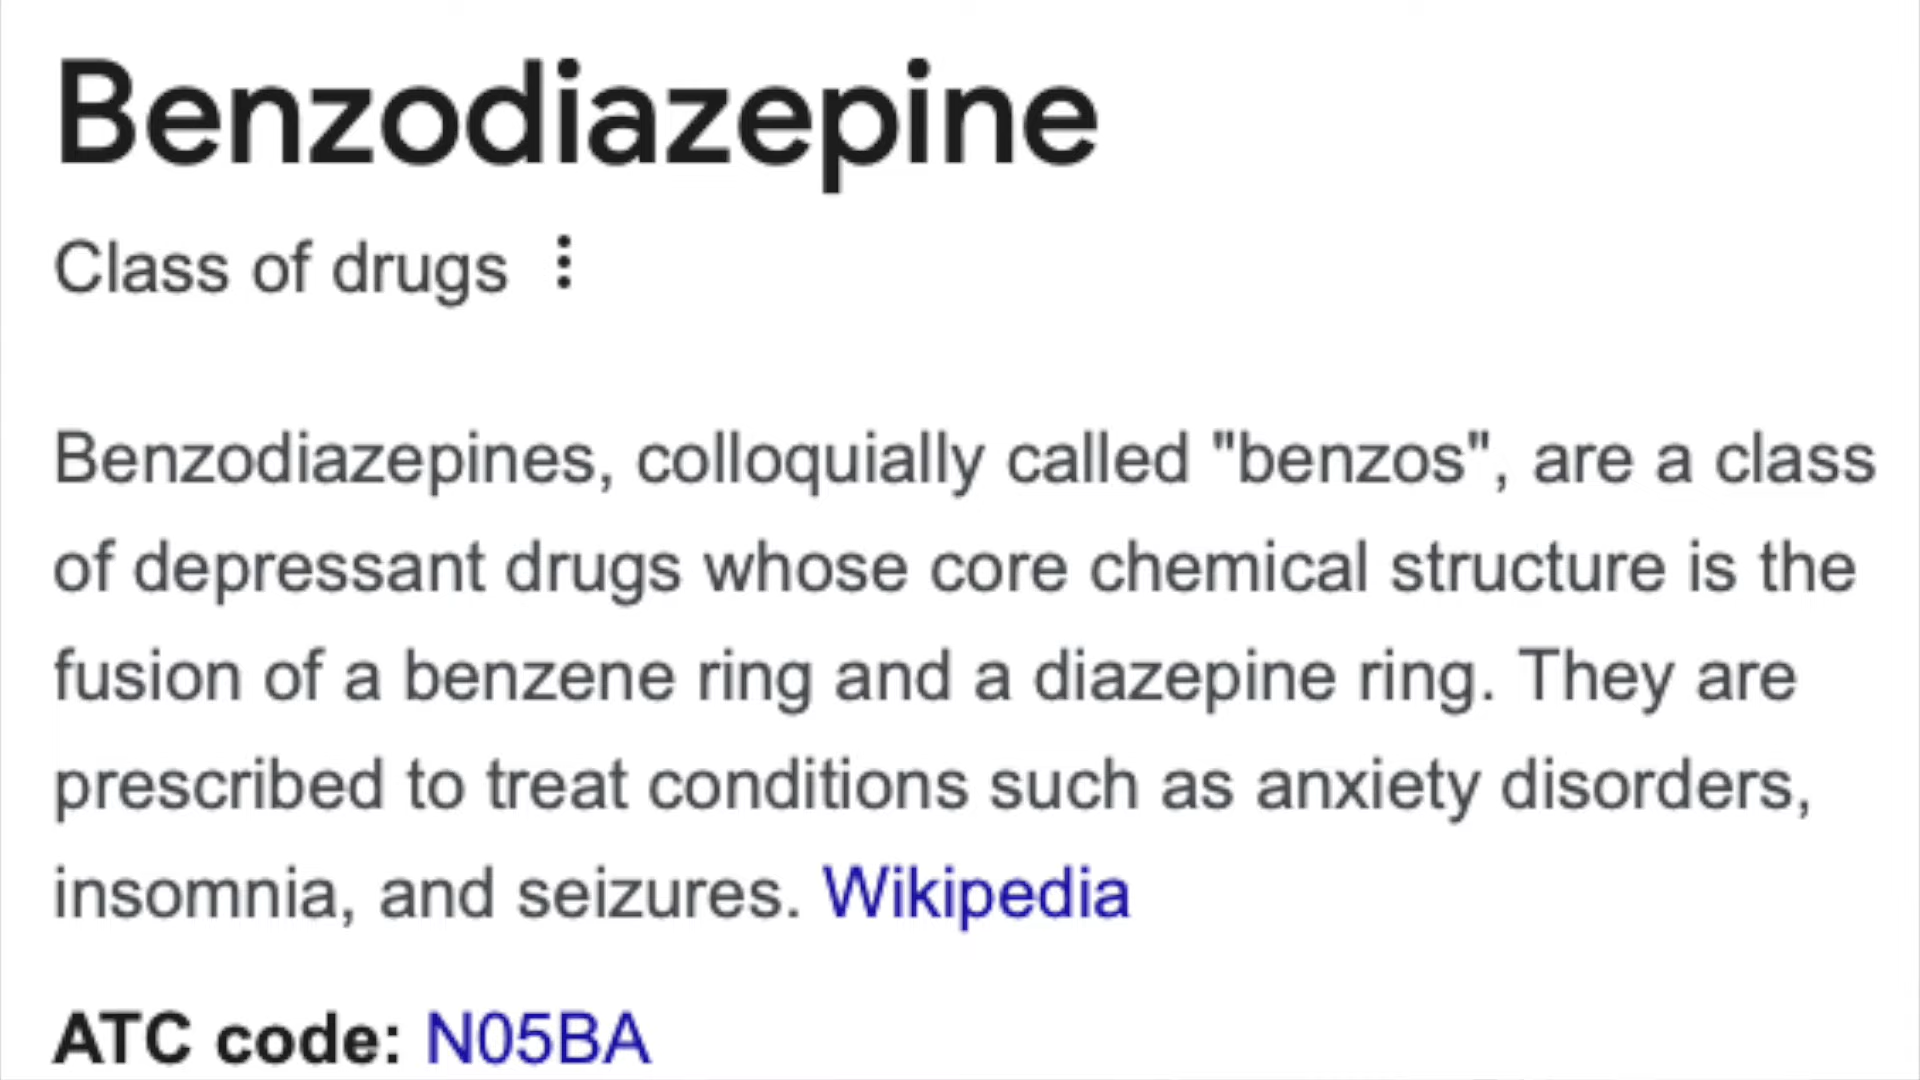 Benzodiazepine
Class of drugs
Benzodiazepines, colloquially called "benzos", are a class
of depressant drugs whose core chemical structure is the
fusion of a benzene ring and a diazepine ring. They are
prescribed to treat conditions such as anxiety disorders,
insomnia, and seizures. Wikipedia
ATC code: N05BA